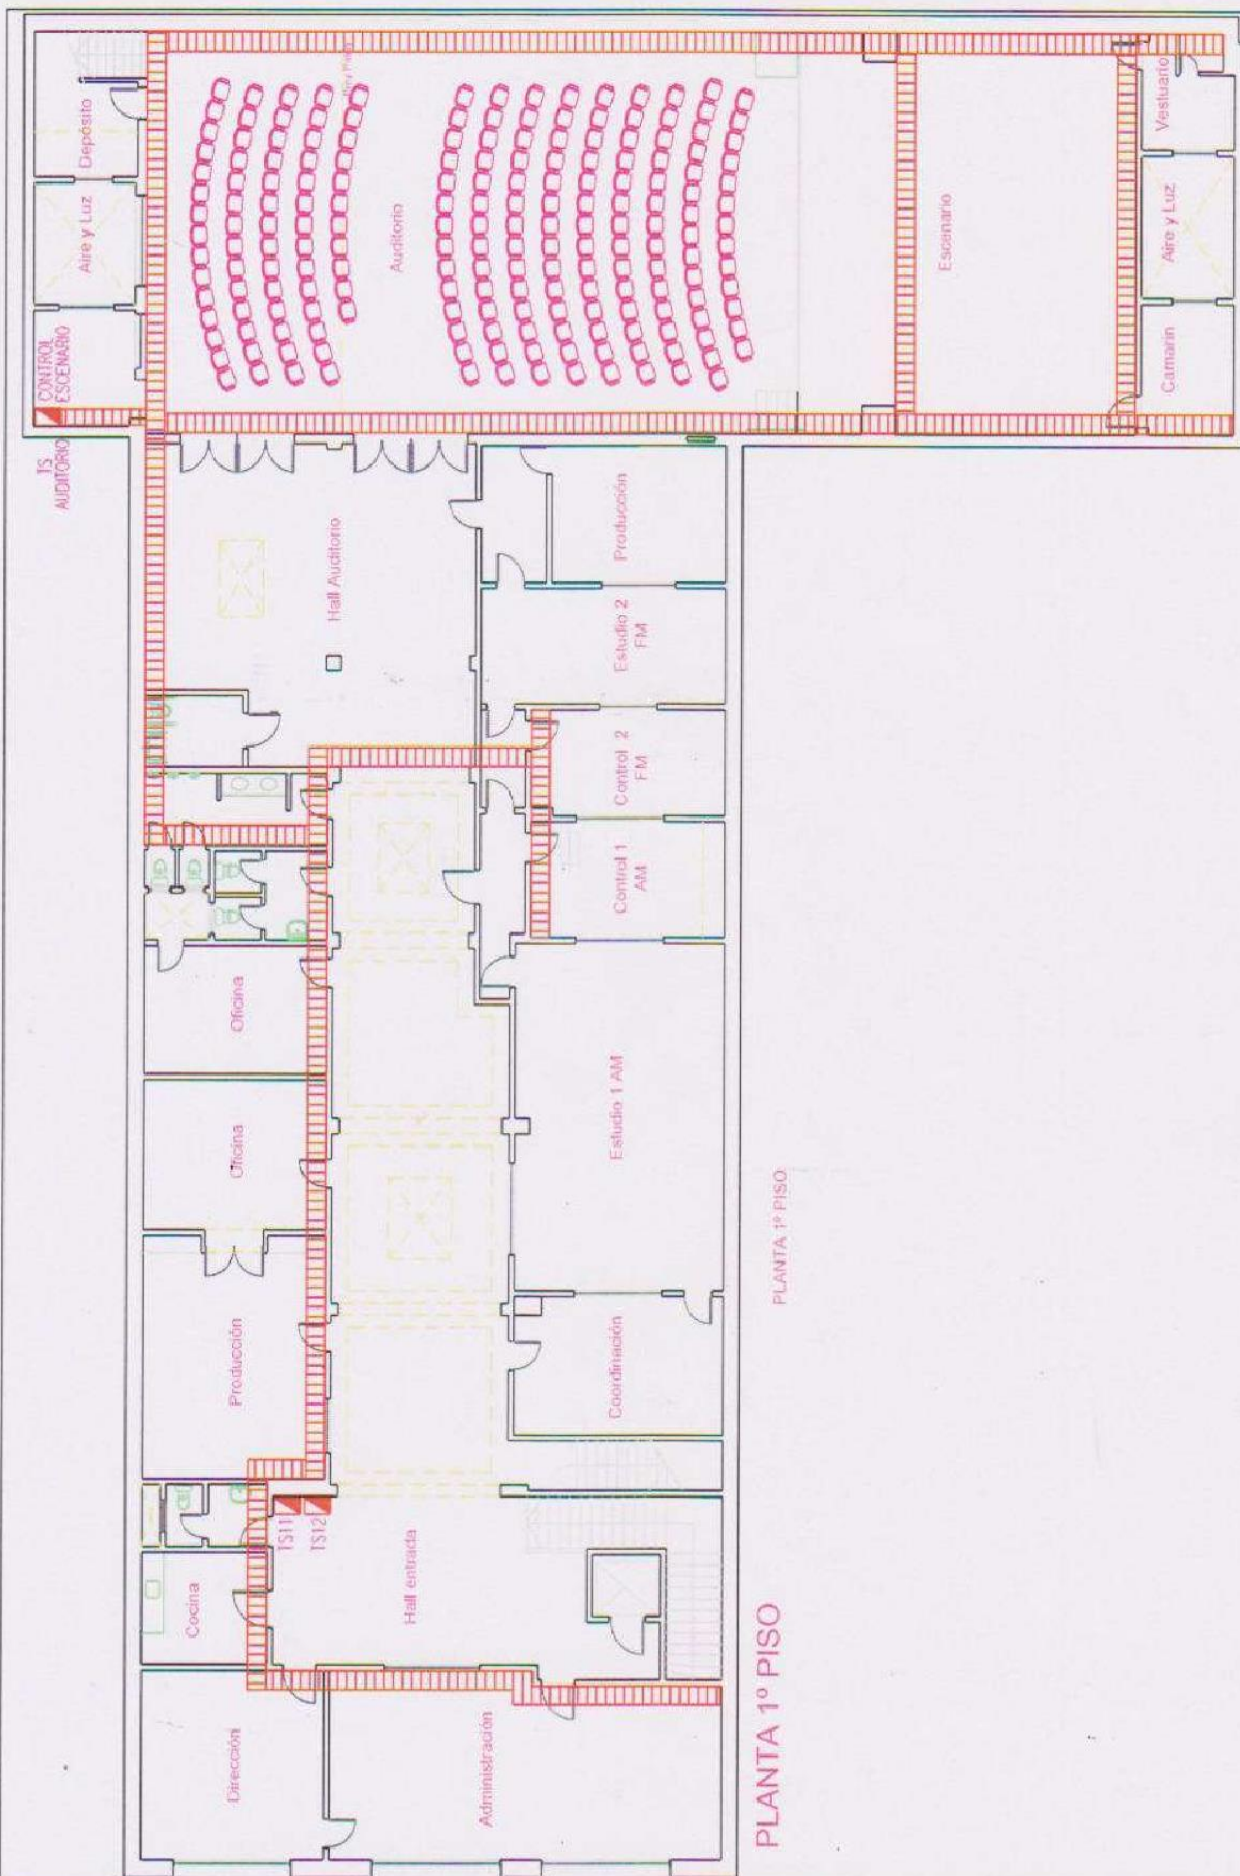 Depósito
Aire y Luz
CONTROL
ESCENARIO
TS
AUDITORIO
Auditorio
Escenario
Vestuario
Aire y Luz
Camarin
Hall Auditorio
Producción
Estudio 2
FM
Control 2
FM
Control 1
AM
Estudio 1 AM
Coordinación
Oficina
Oficina
Producción
TS11
TS12
Hall entrada
Cocina
Dirección
Administración
PLANTA 1º PISO
PLANTA 1º PISO